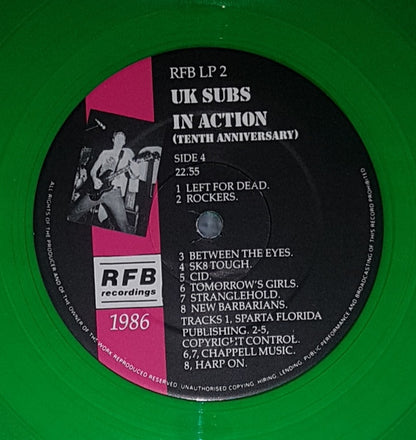 RFB LP 2
UK SUBS
IN ACTION
(TENTH ANNIVERSARY)
SIDE 4
22.55
1 LEFT FOR DEAD.
2 ROCKERS.
3 BETWEEN THE EYES.
4 SK8 TOUGH.
5 CID.
6 TOMORROW'S GIRLS.
7 STRANGLEHOLD.
8 NEW BARBARIANS.
TRACKS 1, SPARTA FLORIDA
PUBLISHING. 2-5,
COPYRIGHT CONTROL.
6,7, CHAPPELL MUSIC.
8, HARP ON.
RFB
recordings
1986
ALL RIGHTS OF THE PRODUCER AND OF THE OWNER OF THE WORK REPRODUCED RESERVED. UNAUTHORISED COPYING, HIRING, LENDING, PUBLIC PERFORMANCE AND BROADCASTING OF THIS RECORD PROHIBITED